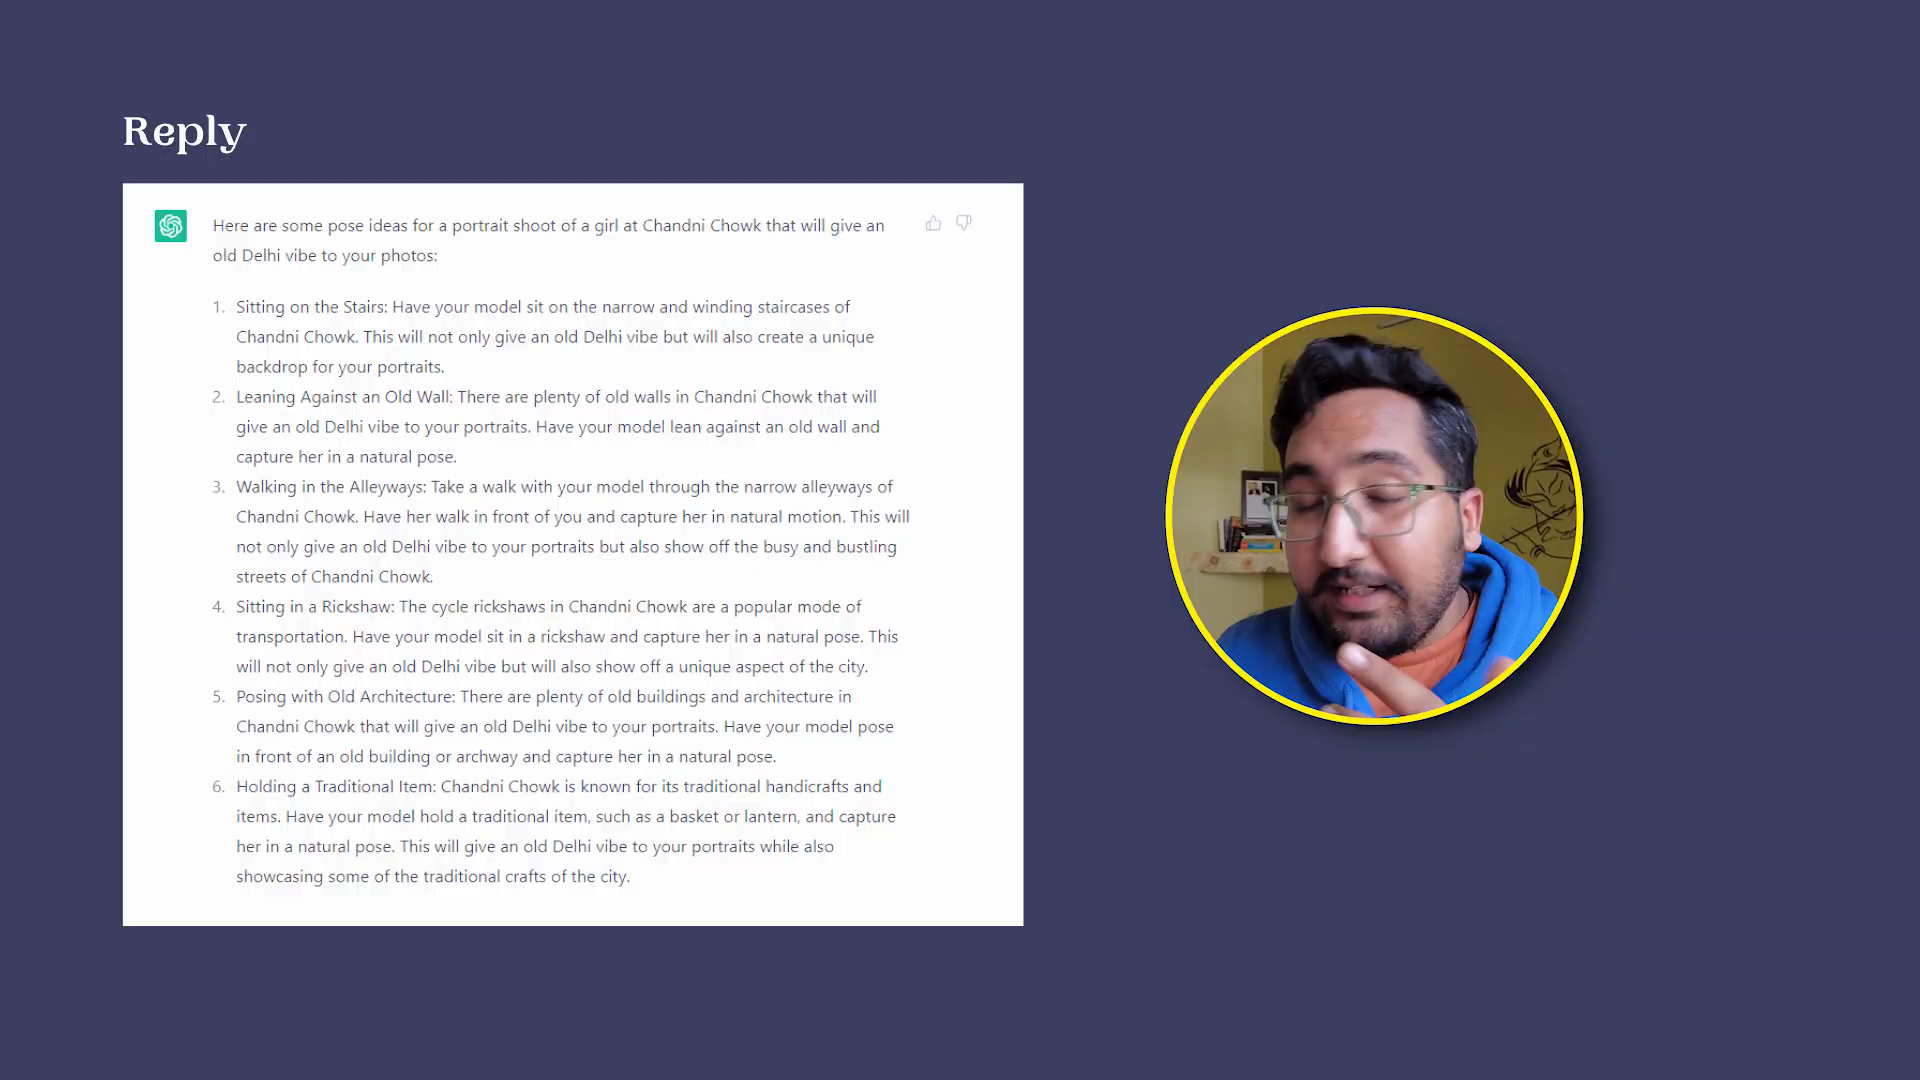 Reply
Here are some pose ideas for a portrait shoot of a girl at Chandni Chowk that will give an
old Delhi vibe to your photos:
1. Sitting on the Stairs: Have your model sit on the narrow and winding staircases of
Chandni Chowk. This will not only give an old Delhi vibe but will also create a unique
backdrop for your portraits.
2. Leaning Against an Old Wall: There are plenty of old walls in Chandni Chowk that will
give an old Delhi vibe to your portraits. Have your model lean against an old wall and
capture her in a natural pose.
3. Walking in the Alleyways: Take a walk with your model through the narrow alleyways of
Chandni Chowk. Have her walk in front of you and capture her in natural motion. This will
not only give an old Delhi vibe to your portraits but also show off the busy and bustling
streets of Chandni Chowk.
4. Sitting in a Rickshaw: The cycle rickshaws in Chandni Chowk are a popular mode of
transportation. Have your model sit in a rickshaw and capture her in a natural pose. This
will not only give an old Delhi vibe but will also show off a unique aspect of the city.
5. Posing with Old Architecture: There are plenty of old buildings and architecture in
Chandni Chowk that will give an old Delhi vibe to your portraits. Have your model pose
in front of an old building or archway and capture her in a natural pose.
6. Holding a Traditional Item: Chandni Chowk is known for its traditional handicrafts and
items. Have your model hold a traditional item, such as a basket or lantern, and capture
her in a natural pose. This will give an old Delhi vibe to your portraits while also
showcasing some of the traditional crafts of the city.